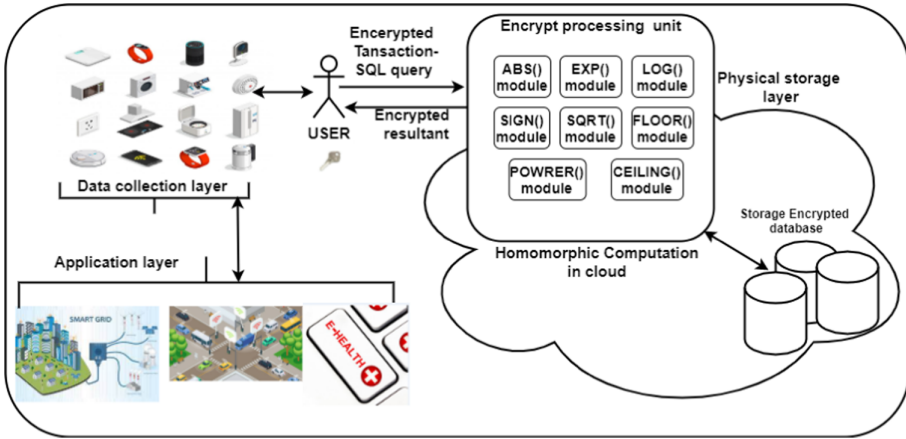 Encerypted
Tansaction-
SQL query
Encrypt processing unit
ABS()
module
EXP()
module
LOG()
module
Physical storage
layer
USER
Encrypted
resultant
SIGN()
module
SQRT()
module
FLOOR()
module
POWRER()
module
CEILING()
module
Data collection layer
Storage Encrypted
database
Homomorphic Computation
in cloud
Application layer
SMART GRID
E-HEALTH